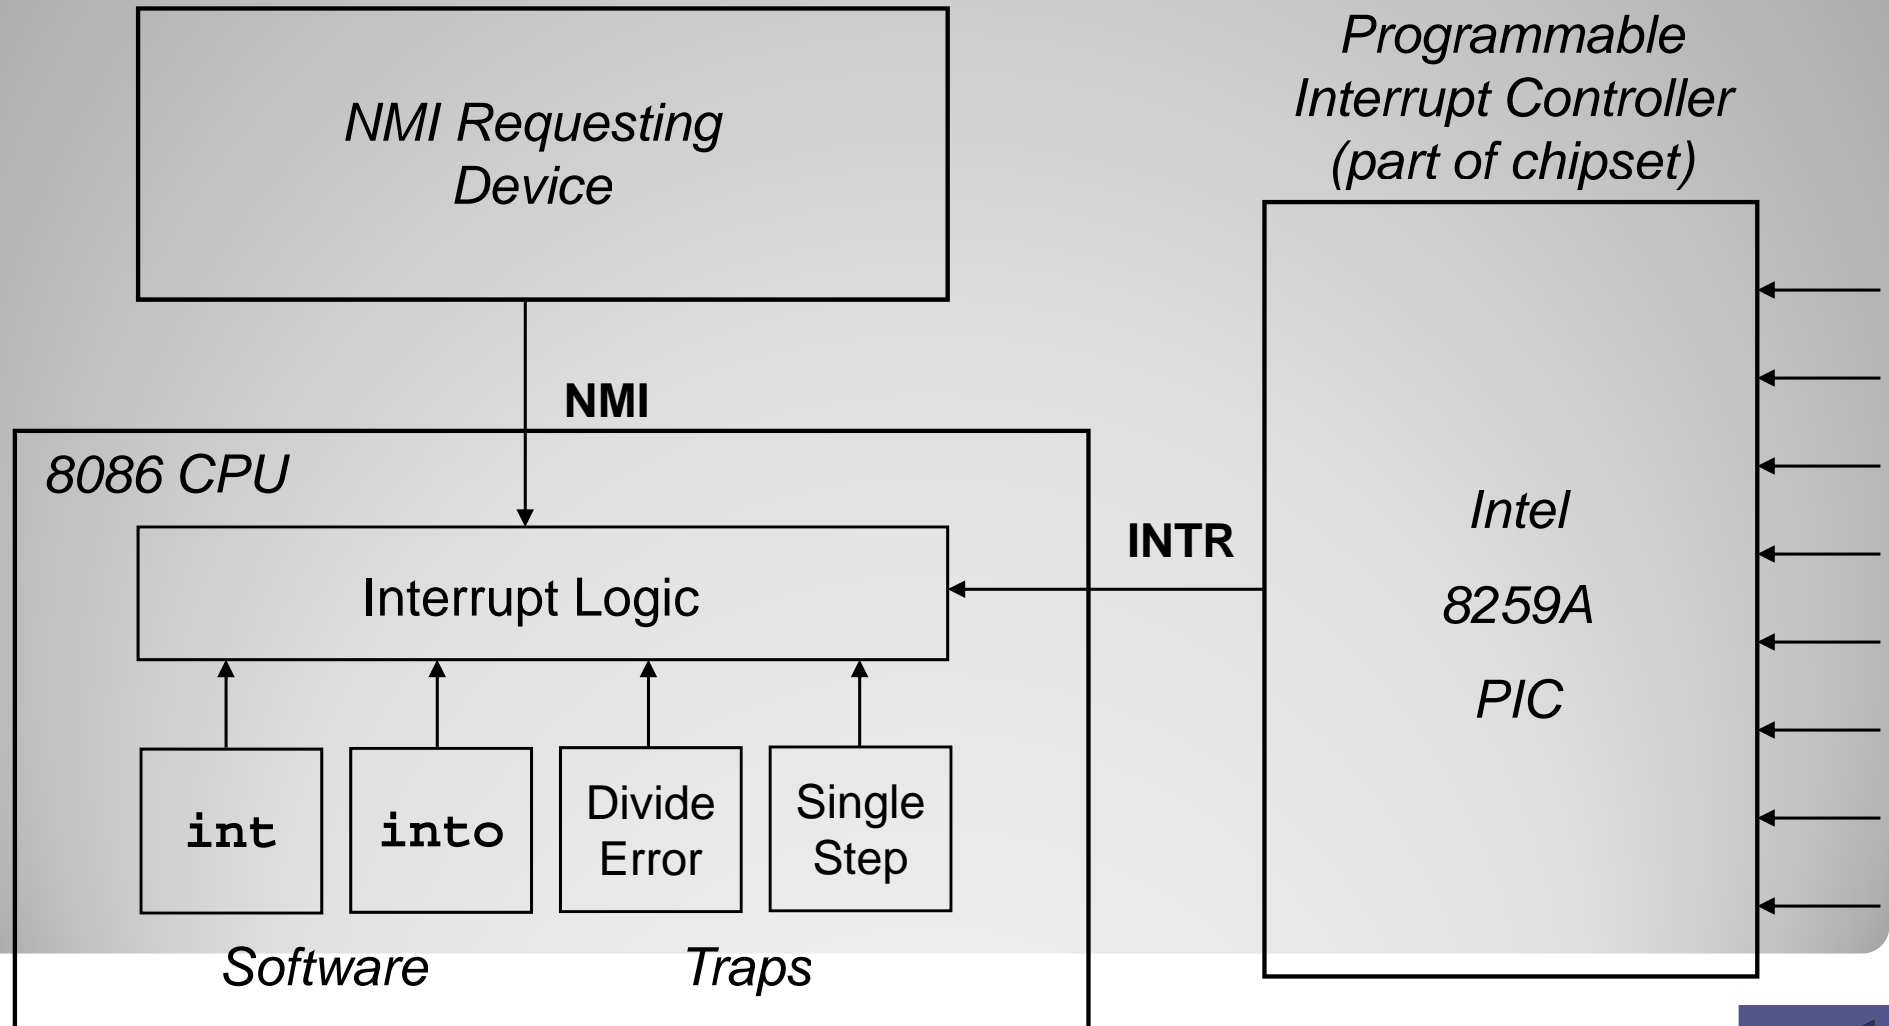 NMI Requesting
Device
Programmable
Interrupt Controller
(part of chipset)
NMI
8086 CPU
INTR
Interrupt Logic
Intel
8259A
PIC
int
into
Divide
Error
Single
Step
Software
Traps